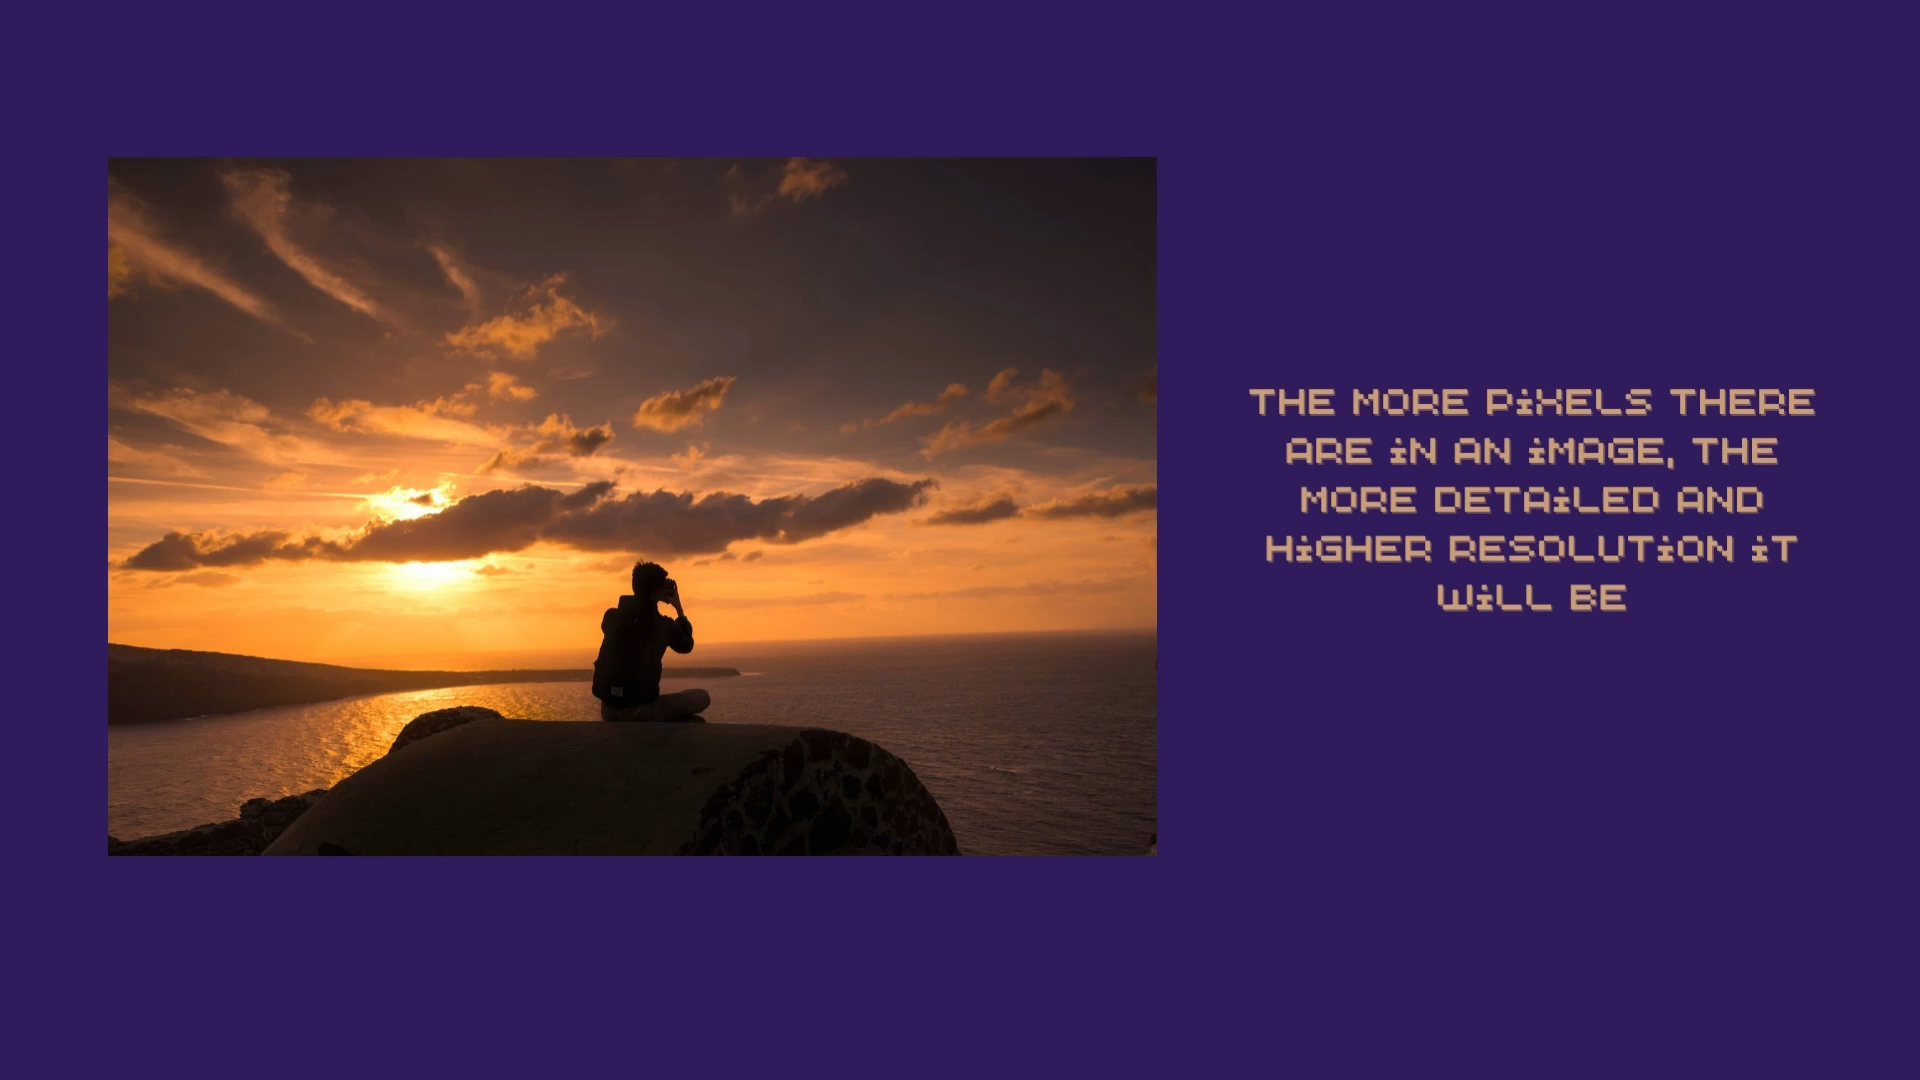 THE MORE PiXELS THERE
ARE iN AN iMAGE, THE
MORE DETAiLED AND
HiGHER RESOLUTiON iT
WiLL BE